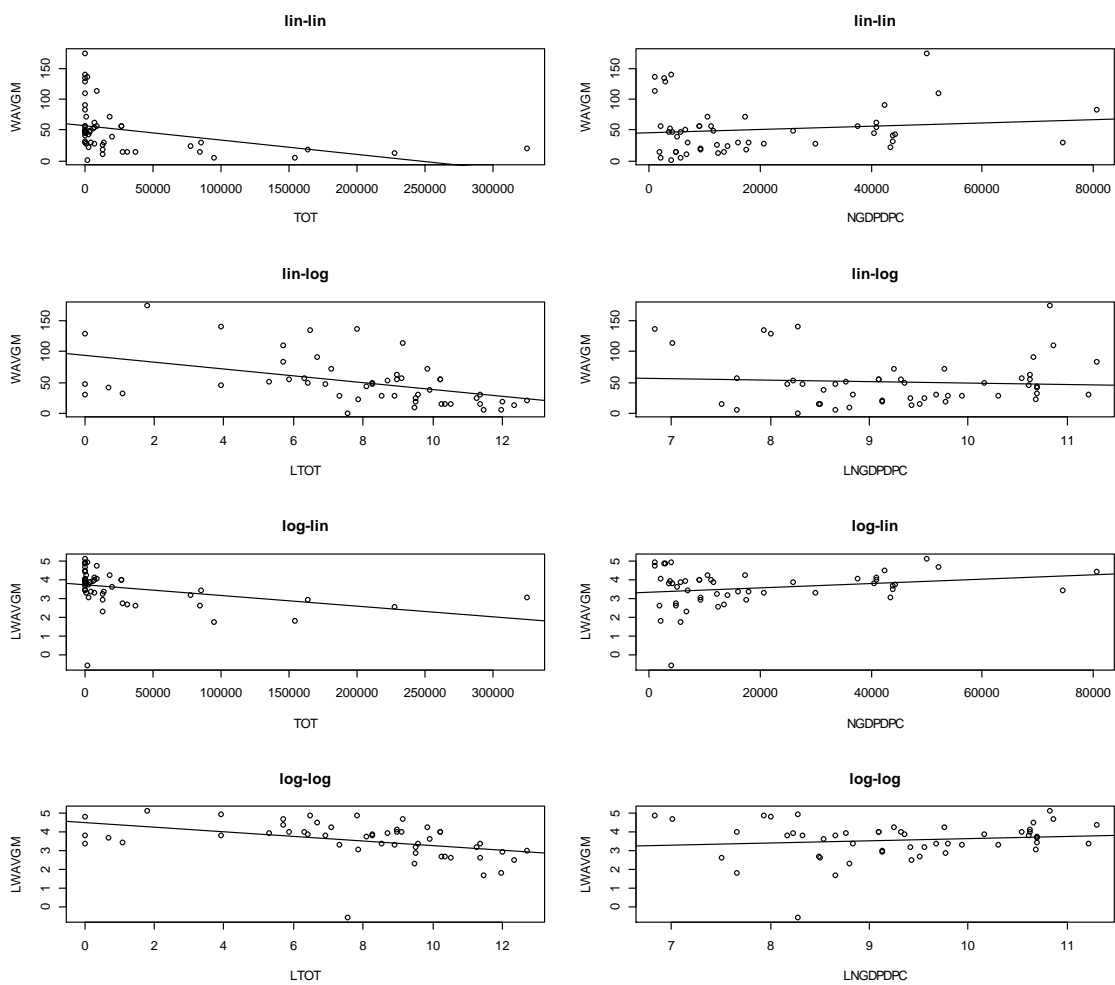 lin-lin
WAVGM
0 50 100 150
0 50000 100000 150000 200000 250000 300000
TOT
lin-lin
WAVGM
0 50 100 150
0 20000 40000 60000 80000
NGDPDPC
lin-log
WAVGM
0 50 100 150
0 2 4 6 8 10 12
LTOT
lin-log
WAVGM
0 50 100 150
7 8 9 10 11
LNGDPDPC
log-lin
LWAVGM
0 1 2 3 4 5
0 50000 100000 150000 200000 250000 300000
TOT
log-lin
LWAVGM
0 1 2 3 4 5
0 20000 40000 60000 80000
NGDPDPC
log-log
LWAVGM
0 1 2 3 4 5
0 2 4 6 8 10 12
LTOT
log-log
LWAVGM
0 1 2 3 4 5
7 8 9 10 11
LNGDPDPC